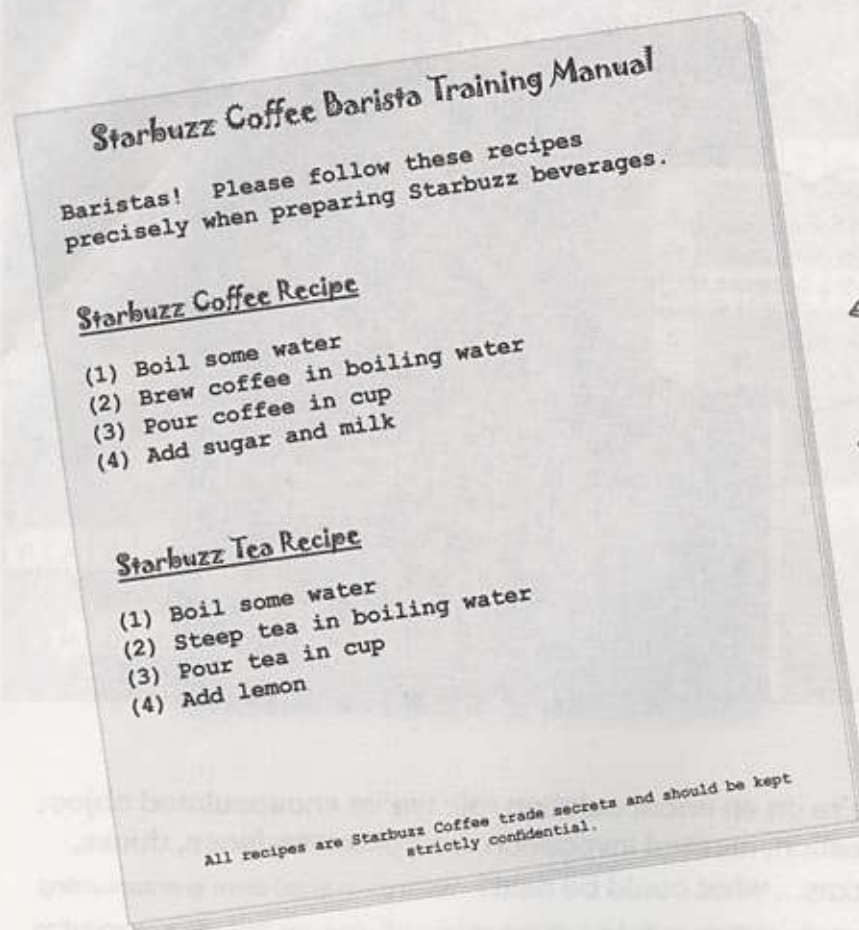 Starbuzz Coffee Barista Training Manual
Baristas! Please follow these recipes
precisely when preparing Starbuzz beverages.
Starbuzz Coffee Recipe
(1) Boil some water
(2) Brew coffee in boiling water
(3) Pour coffee in cup
(4) Add sugar and milk
Starbuzz Tea Recipe
(1) Boil some water
(2) Steep tea in boiling water
(3) Pour tea in cup
(4) Add lemon
All recipes are Starbuzz Coffee trade secrets and should be kept
strictly confidential.